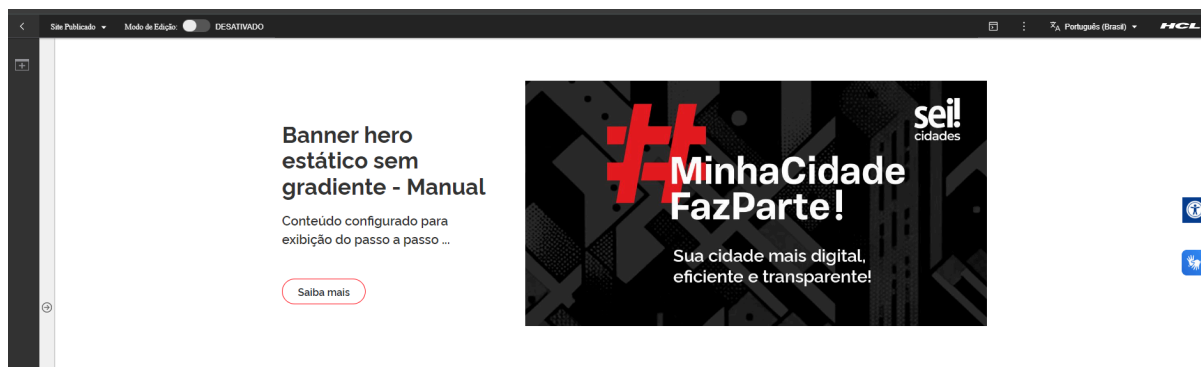 Site Publicado
Modo de Edição:
DESATIVADO
Português (Brasil)
HCL
Banner hero
estático sem
gradiente - Manual
Conteúdo configurado para
exibição do passo a passo ...
Saiba mais
sei!
cidades
#MinhaCidade
FazParte!
Sua cidade mais digital,
eficiente e transparente!